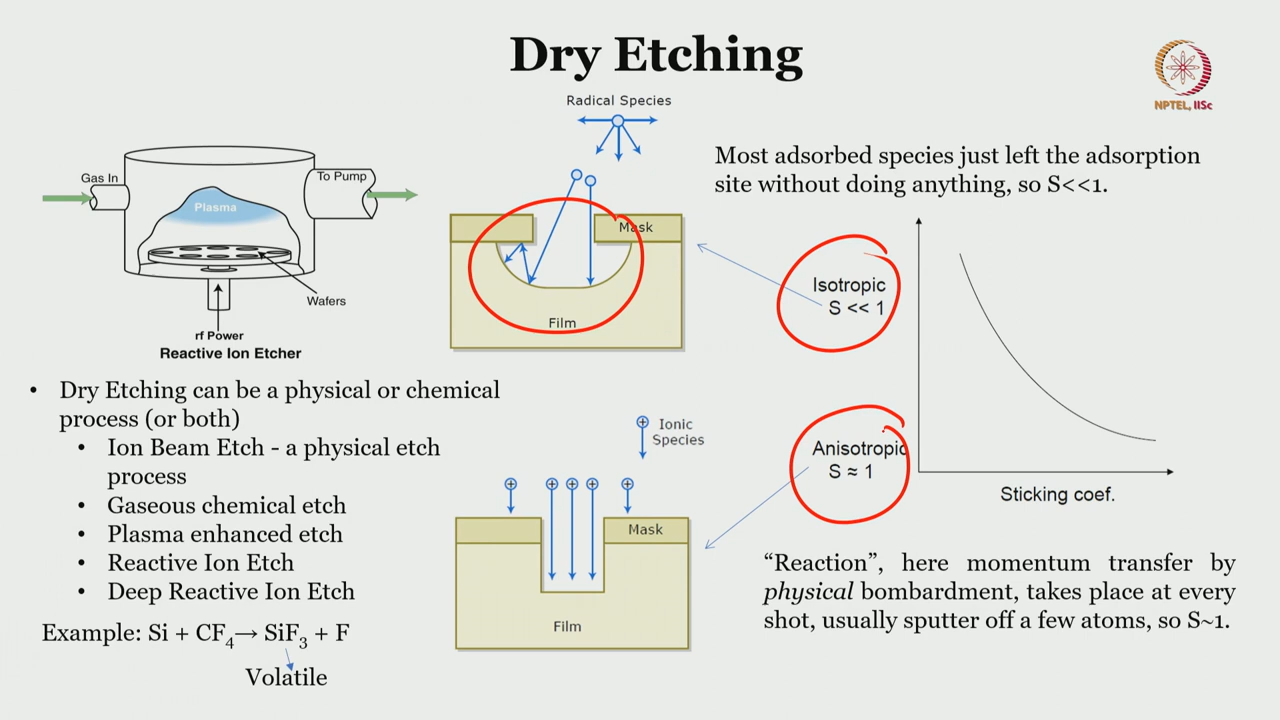 Dry Etching
NPTEL, IISc
Radical Species
Gas In
To Pump
Plasma
Wafers
rf Power
Reactive Ion Etcher
Mask
Film
Most adsorbed species just left the adsorption
site without doing anything, so S<<1.
Isotropic
S << 1
Anisotropic
S ≈ 1
Sticking coef.
• Dry Etching can be a physical or chemical
process (or both)
• Ion Beam Etch - a physical etch
process
• Gaseous chemical etch
• Plasma enhanced etch
• Reactive Ion Etch
• Deep Reactive Ion Etch
Example: Si + CF₄→ SiF₃ + F
Volatile
Ionic
Species
Mask
Film
“Reaction”, here momentum transfer by
physical bombardment, takes place at every
shot, usually sputter off a few atoms, so S~1.